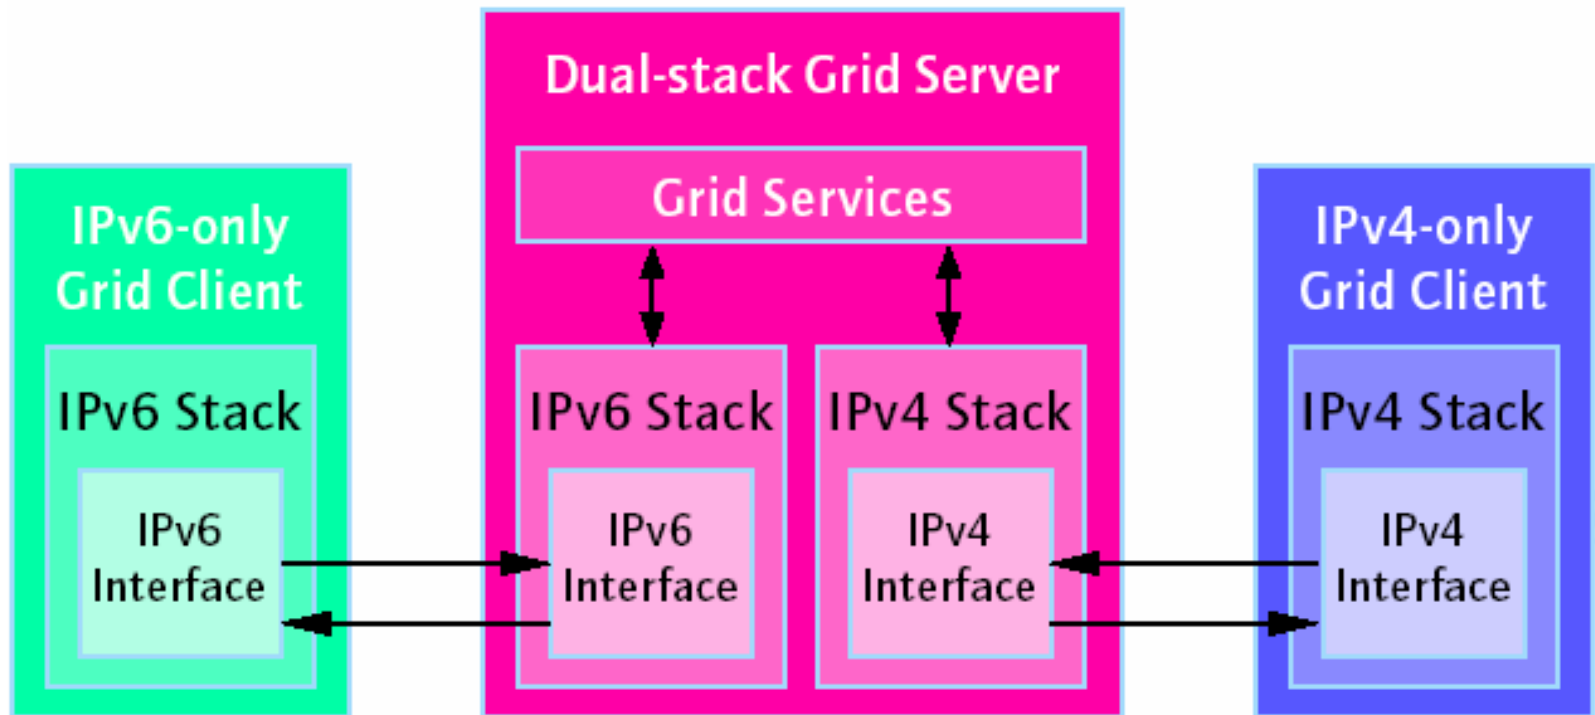 Dual-stack Grid Server
Grid Services
IPv6-only
Grid Client
IPv4-only
Grid Client
IPv6 Stack
IPv6 Stack
IPv4 Stack
IPv4 Stack
IPv6
Interface
IPv6
Interface
IPv4
Interface
IPv4
Interface